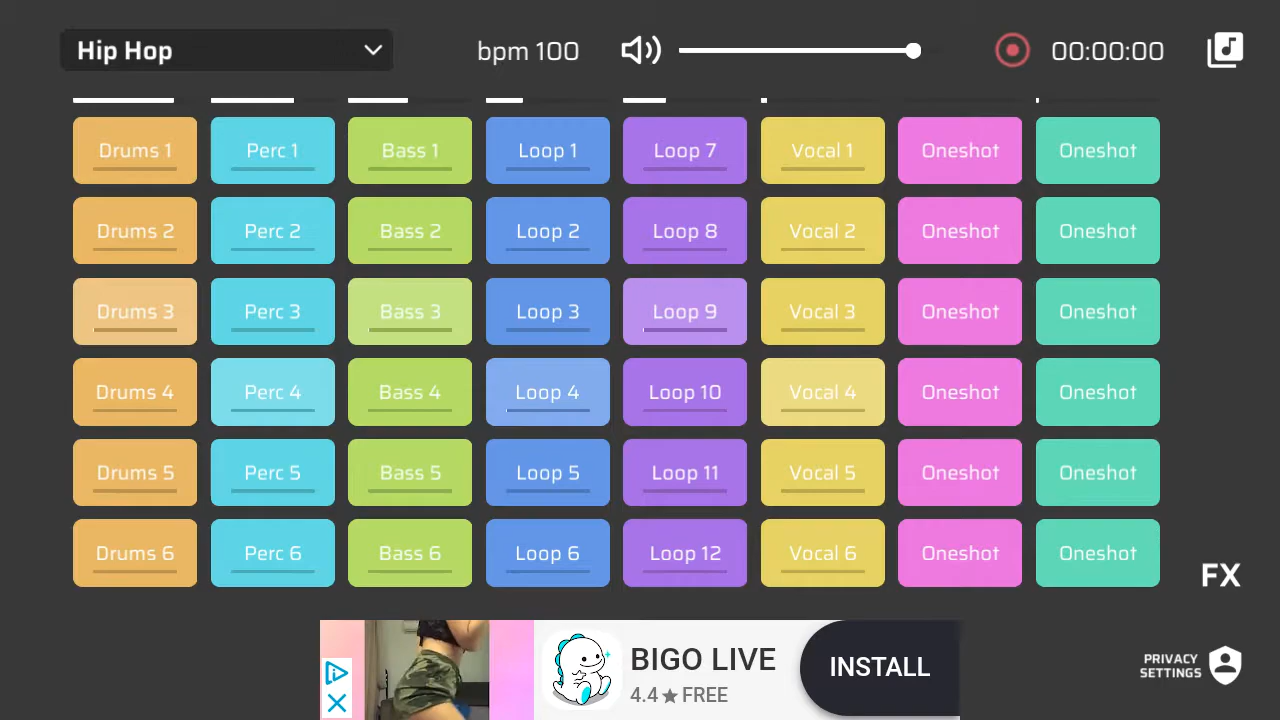 Hip Hop bpm 100 00:00:00
Drums 1 Perc 1 Bass 1 Loop 1 Loop 7 Vocal 1 Oneshot Oneshot
Drums 2 Perc 2 Bass 2 Loop 2 Loop 8 Vocal 2 Oneshot Oneshot
Drums 3 Perc 3 Bass 3 Loop 3 Loop 9 Vocal 3 Oneshot Oneshot
Drums 4 Perc 4 Bass 4 Loop 4 Loop 10 Vocal 4 Oneshot Oneshot
Drums 5 Perc 5 Bass 5 Loop 5 Loop 11 Vocal 5 Oneshot Oneshot
Drums 6 Perc 6 Bass 6 Loop 6 Loop 12 Vocal 6 Oneshot Oneshot
FX
BIGO LIVE
4.4★FREE
INSTALL
PRIVACY
SETTINGS